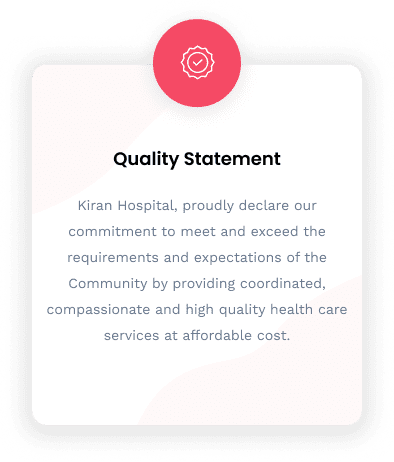 Quality Statement
Kiran Hospital, proudly declare our
commitment to meet and exceed the
requirements and expectations of the
Community by providing coordinated,
compassionate and high quality health care
services at affordable cost.